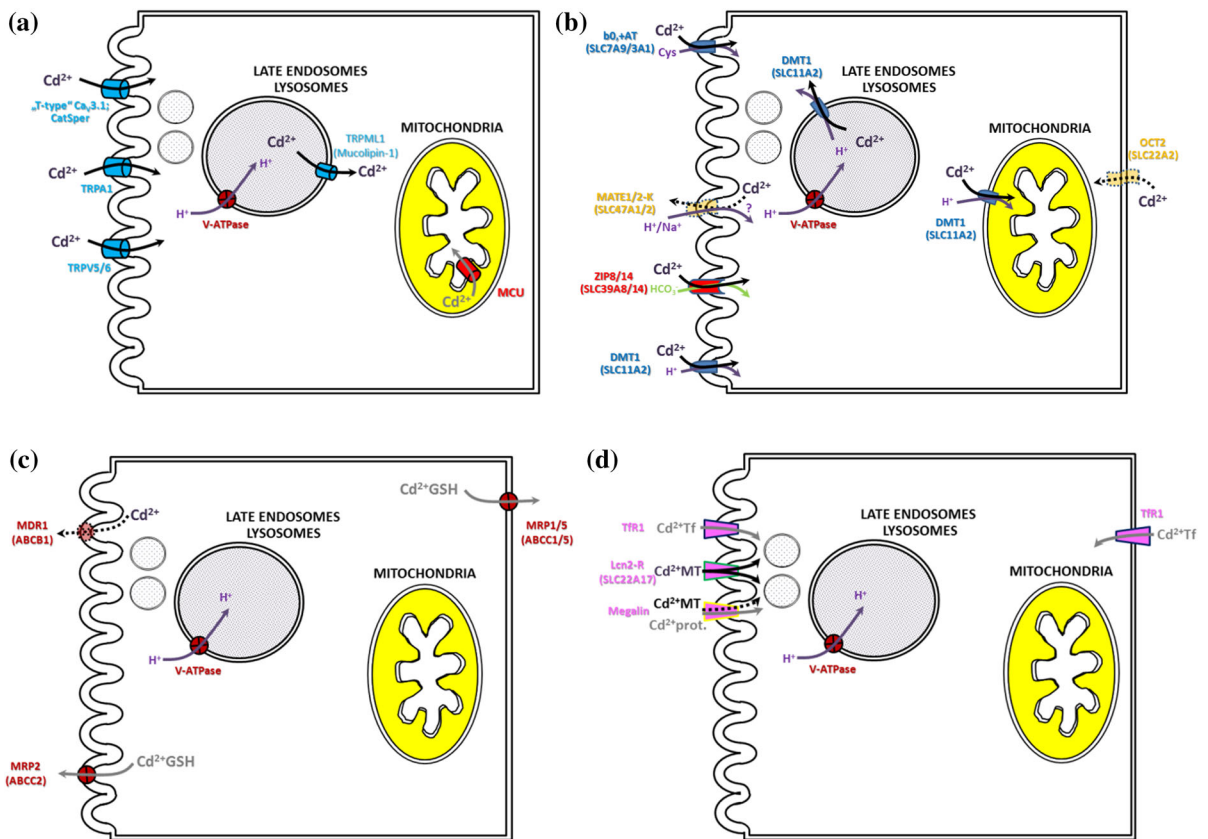 (a)
LATE ENDOSOMES
LYSOSOMES
Cd²⁺
„T-type" Caᵥ3.1;
CatSper
Cd²⁺
TRPML1
(Mucolipin-1)
Cd²⁺
MITOCHONDRIA
H⁺
Cd²⁺
TRPA1
H⁺
V-ATPase
Cd²⁺
TRPV5/6
Cd²⁺
MCU
(b)
b0,+AT
(SLC7A9/3A1)
Cd²⁺
Cys
DMT1
(SLC11A2)
LATE ENDOSOMES
LYSOSOMES
Cd²⁺
H⁺
H⁺
MITOCHONDRIA
OCT2
(SLC22A2)
Cd²⁺
Cd²⁺
H⁺
DMT1
(SLC11A2)
MATE1/2-K
(SLC47A1/2)
Cd²⁺
?
H⁺/Na⁺
H⁺
V-ATPase
ZIP8/14
(SLC39A8/14)
Cd²⁺
HCO₃⁻
DMT1
(SLC11A2)
Cd²⁺
H⁺
(c)
Cd²⁺GSH
MRP1/5
(ABCC1/5)
MDR1
(ABCB1)
Cd²⁺
LATE ENDOSOMES
LYSOSOMES
MITOCHONDRIA
H⁺
H⁺
V-ATPase
MRP2
(ABCC2)
Cd²⁺GSH
(d)
TfR1
Cd²⁺Tf
LATE ENDOSOMES
LYSOSOMES
TfR1
Cd²⁺Tf
Lcn2-R
(SLC22A17)
Cd²⁺MT
MITOCHONDRIA
Megalin
Cd²⁺MT
Cd²⁺prot.
H⁺
H⁺
V-ATPase